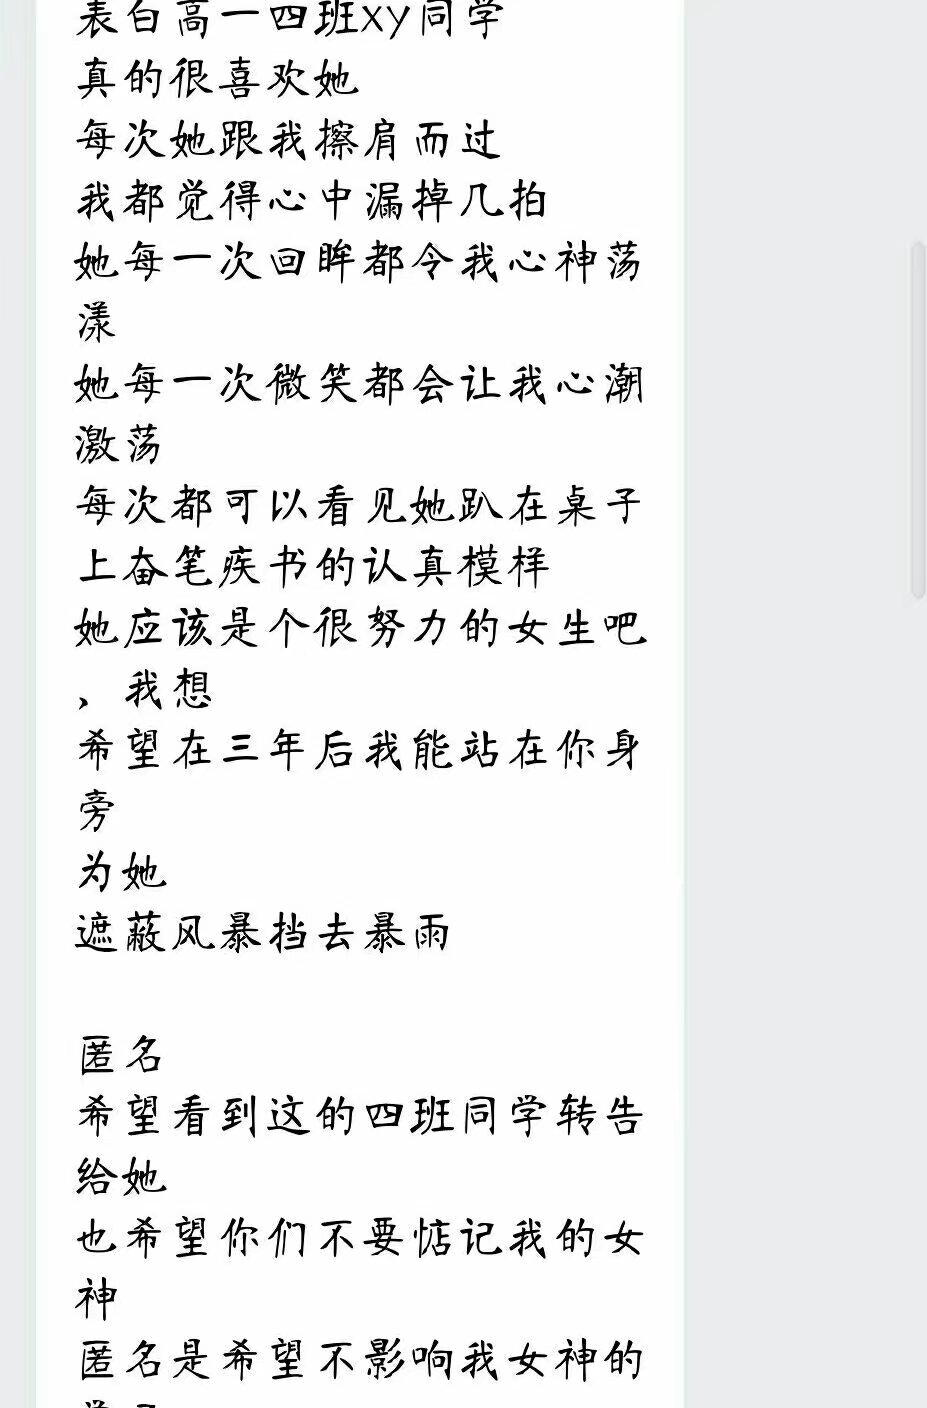 表白高一四班xy同学
真的很喜欢她
每次她跟我擦肩而过
我都觉得心中漏掉几拍
她每一次回眸都令我心神荡
漾
她每一次微笑都会让我心潮
激荡
每次都可以看见她趴在桌子
上奋笔疾书的认真模样
她应该是个很努力的女生吧
、我想
希望在三年后我能站在你身
旁
为她
遮蔽风暴挡去暴雨
匿名
希望看到这的四班同学转告
给她
也希望你们不要惦记我的女
神
匿名是希望不影响我女神的